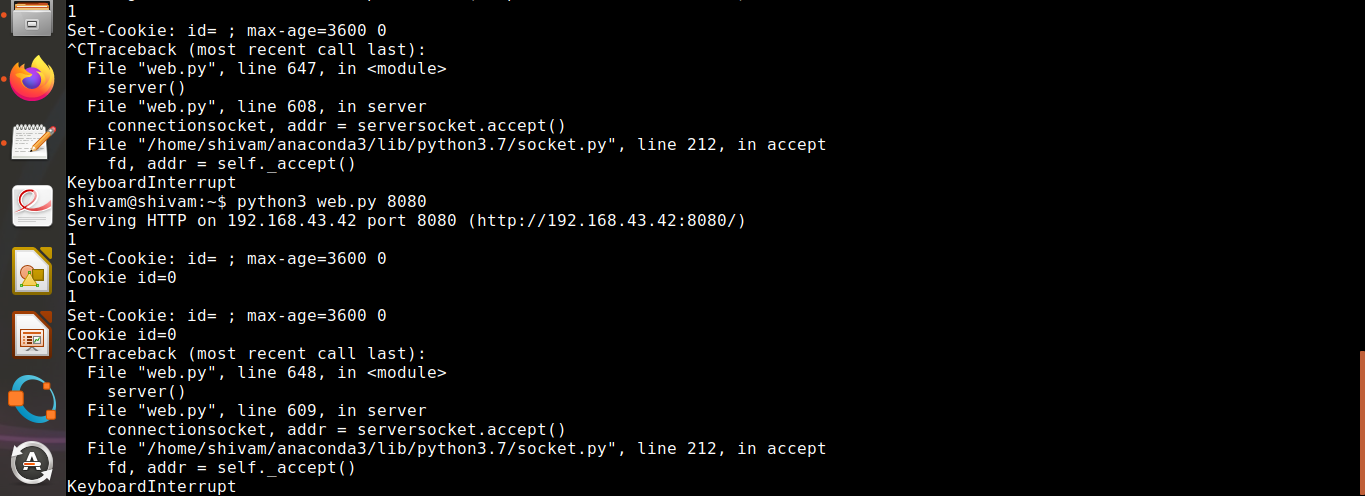 1
Set-Cookie: id= ; max-age=3600 0
^CTraceback (most recent call last):
  File "web.py", line 647, in <module>
    server()
  File "web.py", line 608, in server
    connectionsocket, addr = serversocket.accept()
  File "/home/shivam/anaconda3/lib/python3.7/socket.py", line 212, in accept
    fd, addr = self._accept()
KeyboardInterrupt
shivam@shivam:~$ python3 web.py 8080
Serving HTTP on 192.168.43.42 port 8080 (http://192.168.43.42:8080/)
1
Set-Cookie: id= ; max-age=3600 0
Cookie id=0
1
Set-Cookie: id= ; max-age=3600 0
Cookie id=0
^CTraceback (most recent call last):
  File "web.py", line 648, in <module>
    server()
  File "web.py", line 609, in server
    connectionsocket, addr = serversocket.accept()
  File "/home/shivam/anaconda3/lib/python3.7/socket.py", line 212, in accept
    fd, addr = self._accept()
KeyboardInterrupt